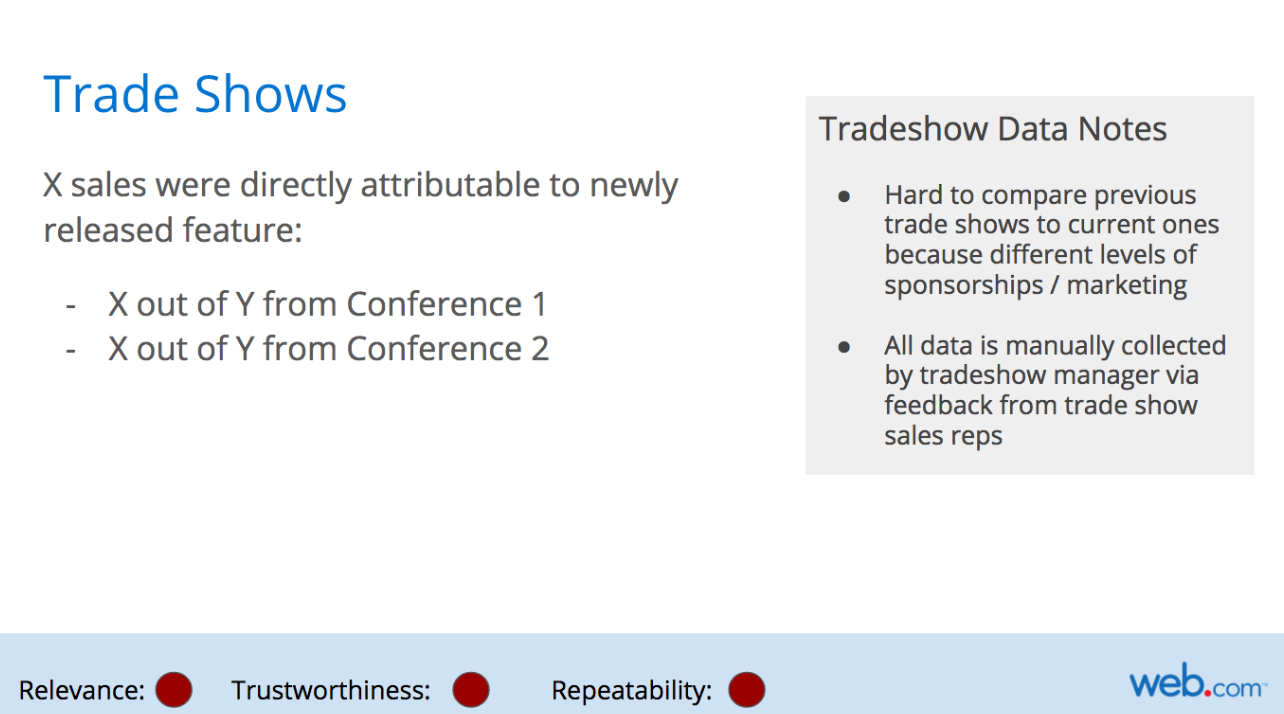 Trade Shows
X sales were directly attributable to newly
released feature:
- X out of Y from Conference 1
- X out of Y from Conference 2
Tradeshow Data Notes
● Hard to compare previous
trade shows to current ones
because different levels of
sponsorships / marketing
● All data is manually collected
by tradeshow manager via
feedback from trade show
sales reps
Relevance: Trustworthiness: Repeatability:
web.com™